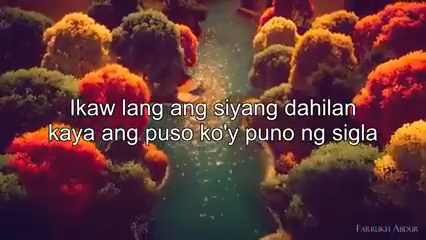 Ikaw lang ang siyang dahilan
kaya ang puso ko'y puno ng sigla
Farrukh Abdur